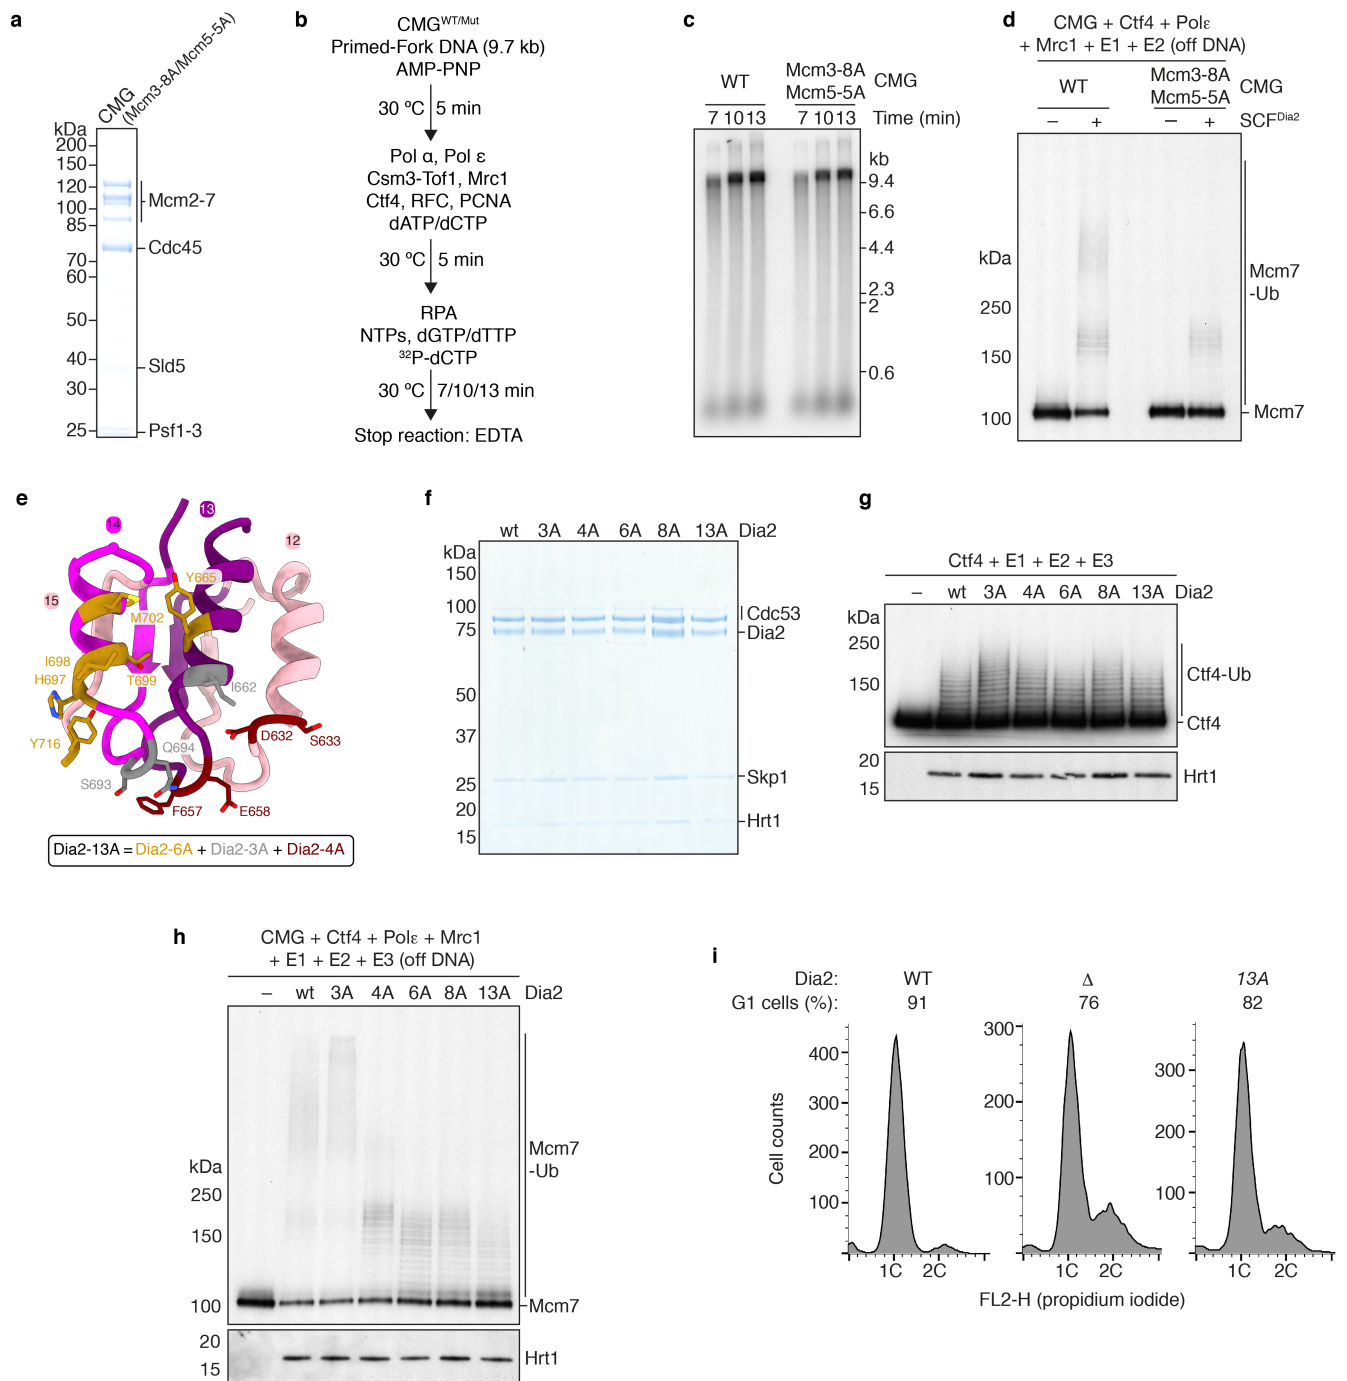 a
CMG
(Mcm3-8A/Mcm5-5A)
kDa
200
150
120
100
85
70
60
50
40
30
25
Mcm2-7
Cdc45
Sld5
Psf1-3
b
CMGWT/Mut
Primed-Fork DNA (9.7 kb)
AMP-PNP
30 ºC 5 min
Pol α, Pol ε
Csm3-Tof1, Mrc1
Ctf4, RFC, PCNA
dATP/dCTP
30 ºC 5 min
RPA
NTPs, dGTP/dTTP
32P-dCTP
30 ºC 7/10/13 min
Stop reaction: EDTA
c
WT Mcm3-8A Mcm5-5A CMG
7 10 13 7 10 13 Time (min)
kb
9.4
6.6
4.4
2.3
2
0.6
d
CMG + Ctf4 + Polε
+ Mrc1 + E1 + E2 (off DNA)
WT Mcm3-8A Mcm5-5A CMG
– + – + SCFDia2
kDa
250
150
100
Mcm7
-Ub
Mcm7
e
13
14
12
15
Y665
M702
I698
H697
T699
I662
Y716
Q694
D632
S633
S693
F657
E658
Dia2-13A = Dia2-6A + Dia2-3A + Dia2-4A
f
wt 3A 4A 6A 8A 13A Dia2
kDa
150
100
75
50
37
25
20
15
Cdc53
Dia2
Skp1
Hrt1
g
Ctf4 + E1 + E2 + E3
– wt 3A 4A 6A 8A 13A Dia2
kDa
250
150
Ctf4-Ub
Ctf4
20
15
Hrt1
h
CMG + Ctf4 + Polε + Mrc1
+ E1 + E2 + E3 (off DNA)
– wt 3A 4A 6A 8A 13A Dia2
kDa
250
150
100
Mcm7
-Ub
Mcm7
20
15
Hrt1
i
Dia2: WT Δ 13A
G1 cells (%): 91 76 82
Cell counts
400
300
200
100
1C 2C
300
200
100
1C 2C
300
200
100
1C 2C
FL2-H (propidium iodide)